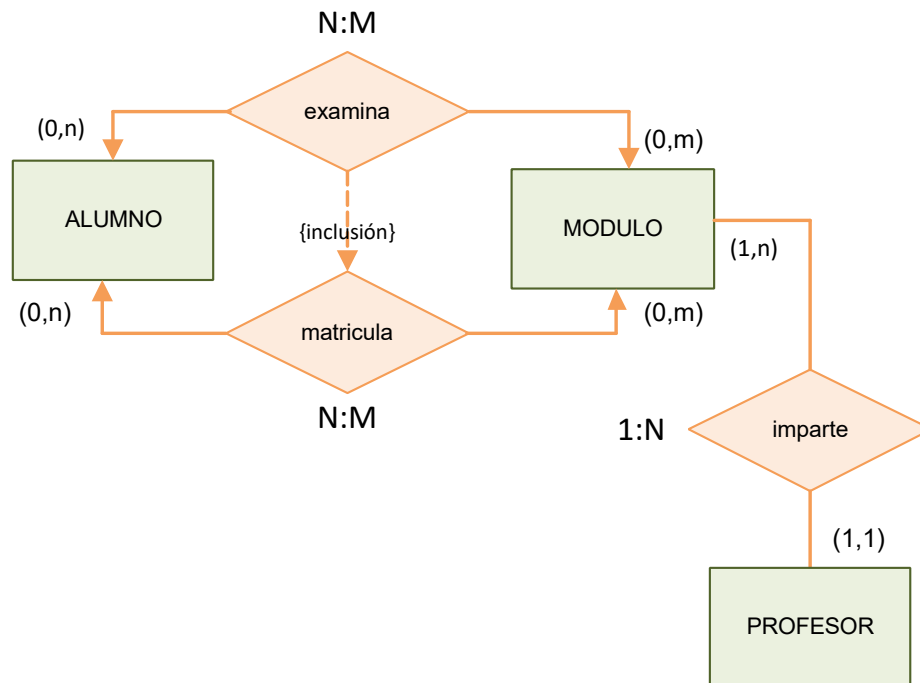 N:M
examina
(0,n)
(0,m)
ALUMNO
{inclusión}
MODULO
(1,n)
(0,n)
(0,m)
matricula
N:M
1:N
imparte
(1,1)
PROFESOR